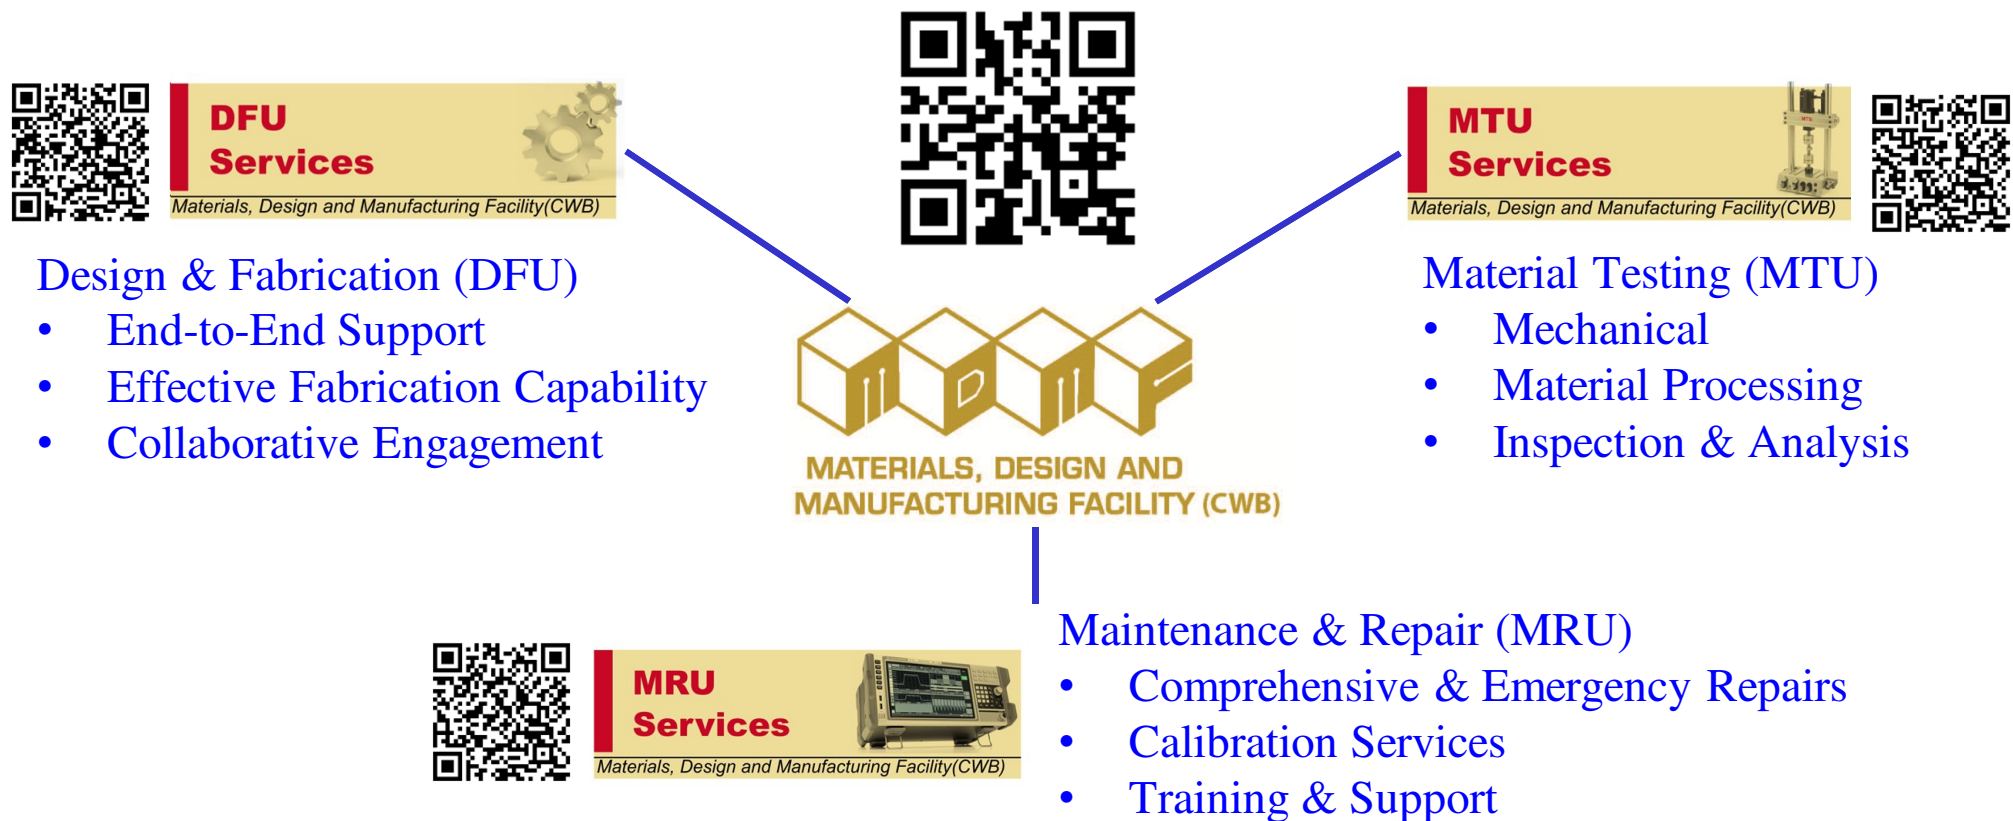 DFU
Services
Materials, Design and Manufacturing Facility(CWB)
Design & Fabrication (DFU)
• End-to-End Support
• Effective Fabrication Capability
• Collaborative Engagement
MTU
Services
MTU
Materials, Design and Manufacturing Facility(CWB)
Material Testing (MTU)
• Mechanical
• Material Processing
• Inspection & Analysis
MDMF
MATERIALS, DESIGN AND
MANUFACTURING FACILITY (CWB)
MRU
Services
Materials, Design and Manufacturing Facility(CWB)
Maintenance & Repair (MRU)
• Comprehensive & Emergency Repairs
• Calibration Services
• Training & Support